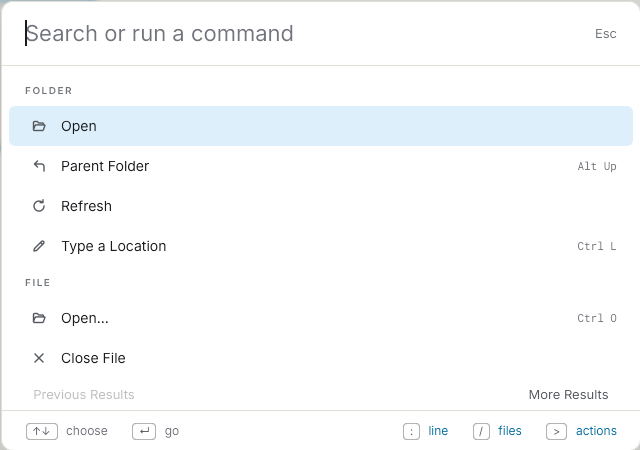 Search or run a command Esc
FOLDER
Open
Parent Folder Alt Up
Refresh
Type a Location Ctrl L
FILE
Open... Ctrl O
Close File
Previous Results More Results
↑↓ choose ↵ go : line / files > actions